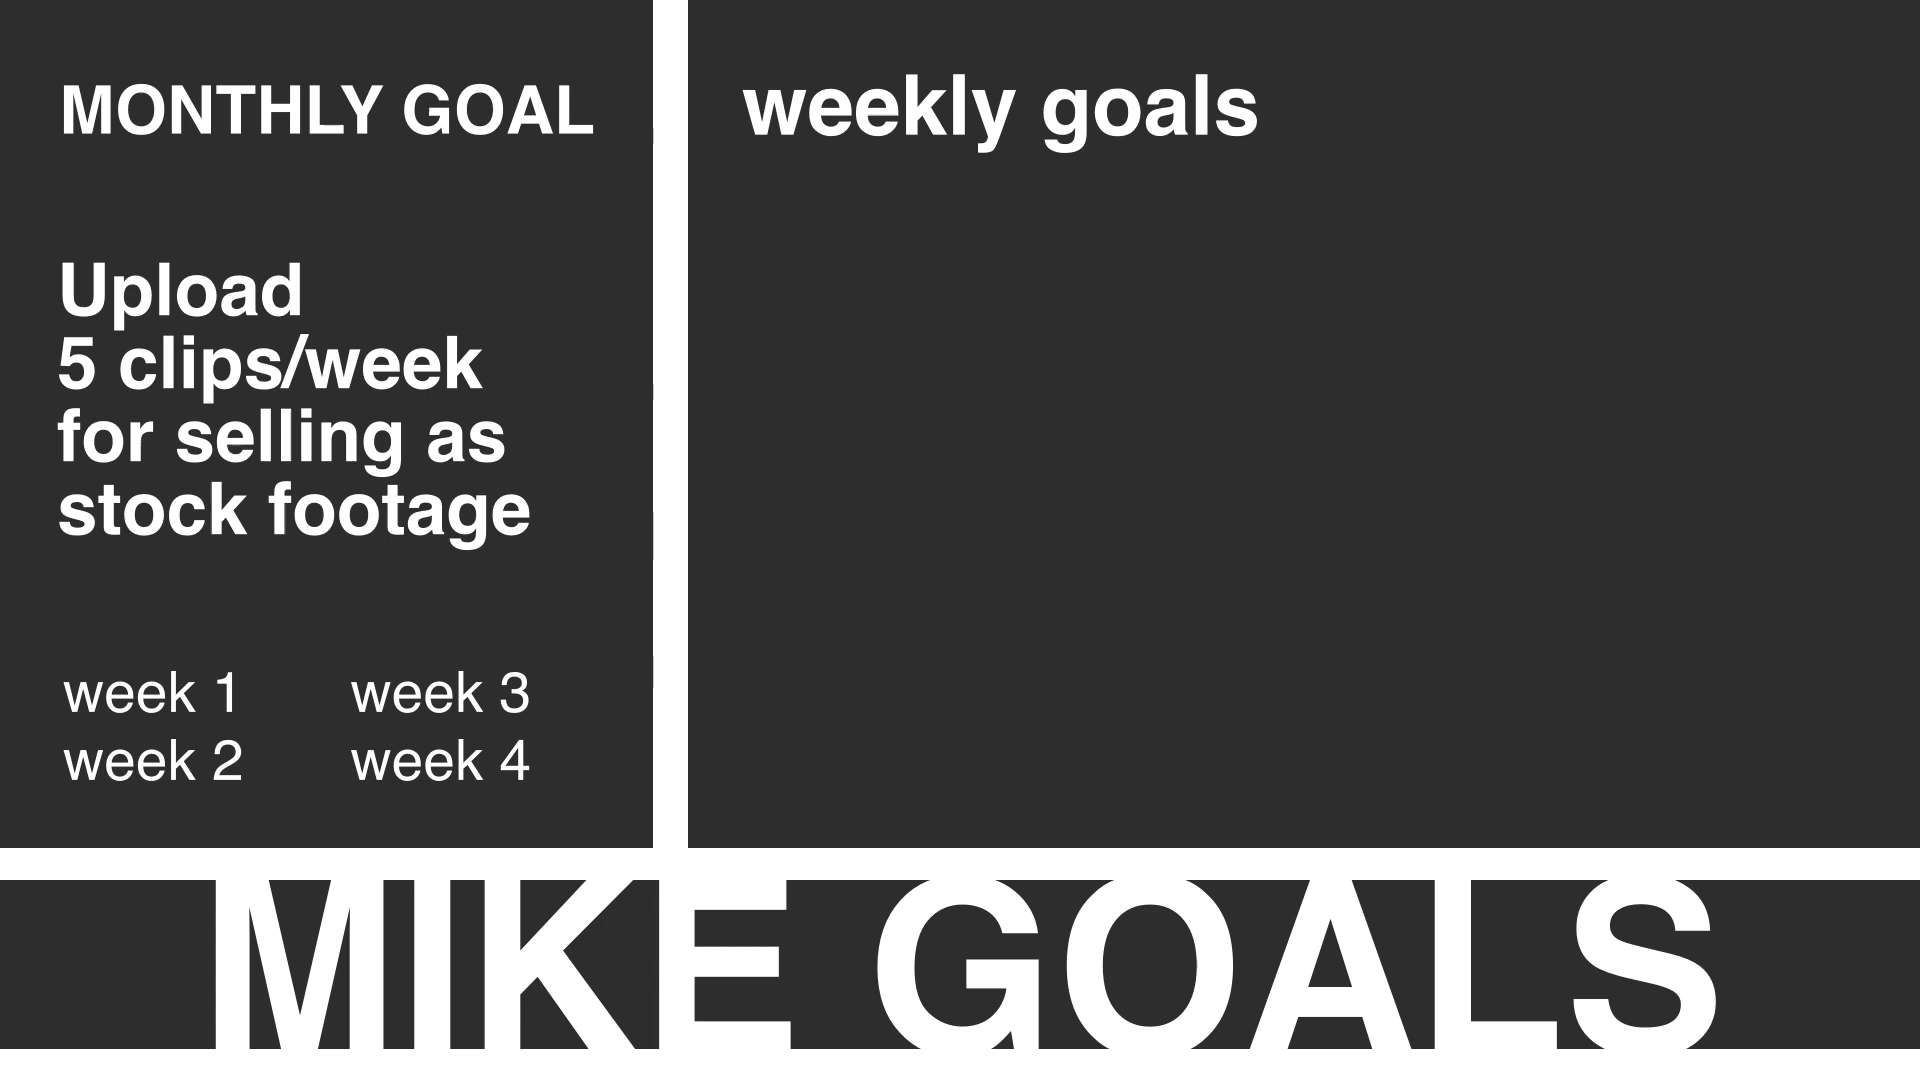 MONTHLY GOAL
Upload
5 clips/week
for selling as
stock footage
week 1
week 2
week 3
week 4
weekly goals
MIKE GOALS